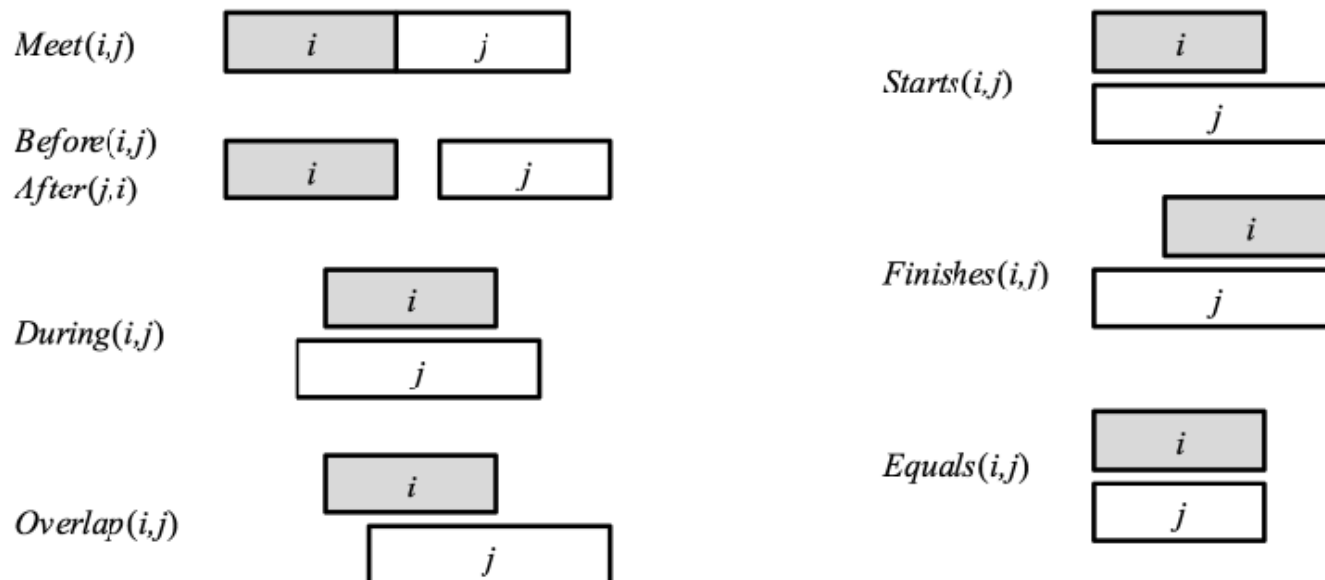 Meet(i,j)
i
j
Before(i,j)
After(j,i)
i
j
During(i,j)
i
j
Overlap(i,j)
i
j
Starts(i,j)
i
j
Finishes(i,j)
i
j
Equals(i,j)
i
j